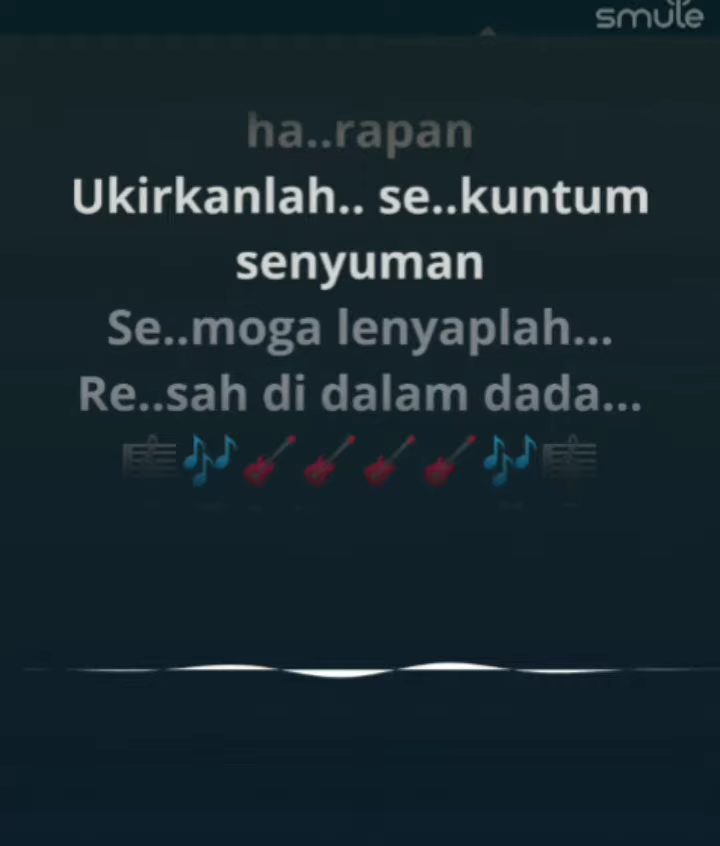 smule
ha..rapan
Ukirkanlah.. se..kuntum
senyuman
Se..moga lenyaplah...
Re..sah di dalam dada...
🎼🎶🎸🎸🎸🎸🎶🎼